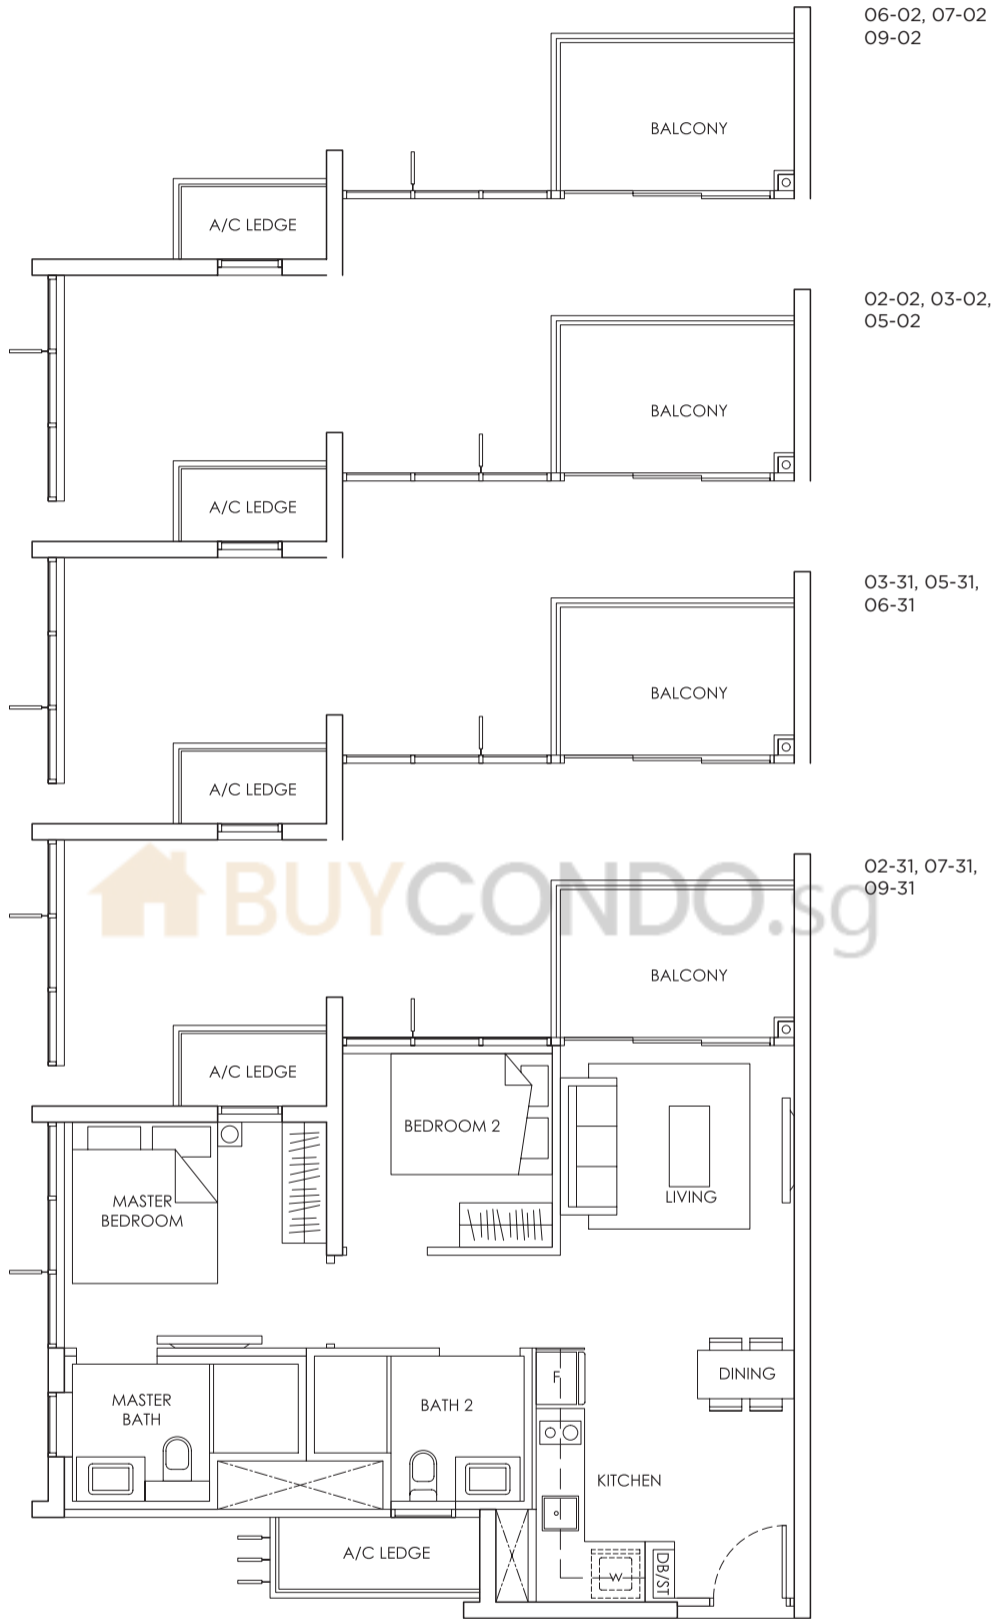 06-02, 07-02
09-02
BALCONY
A/C LEDGE
02-02, 03-02,
05-02
BALCONY
A/C LEDGE
03-31, 05-31,
06-31
BALCONY
A/C LEDGE
BUYCONDO.sg
02-31, 07-31,
09-31
BALCONY
A/C LEDGE
BEDROOM 2
LIVING
MASTER
BEDROOM
DINING
F
MASTER
BATH
BATH 2
KITCHEN
A/C LEDGE
W
DB/ST